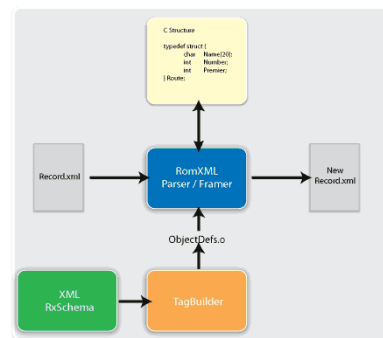 C Structure
typedef struct {
char Name[20];
int Number;
int Premier;
} Route;
Record.xml
RomXML
Parser / Framer
New
Record.xml
ObjectDefs.o
XML
RxSchema
TagBuilder